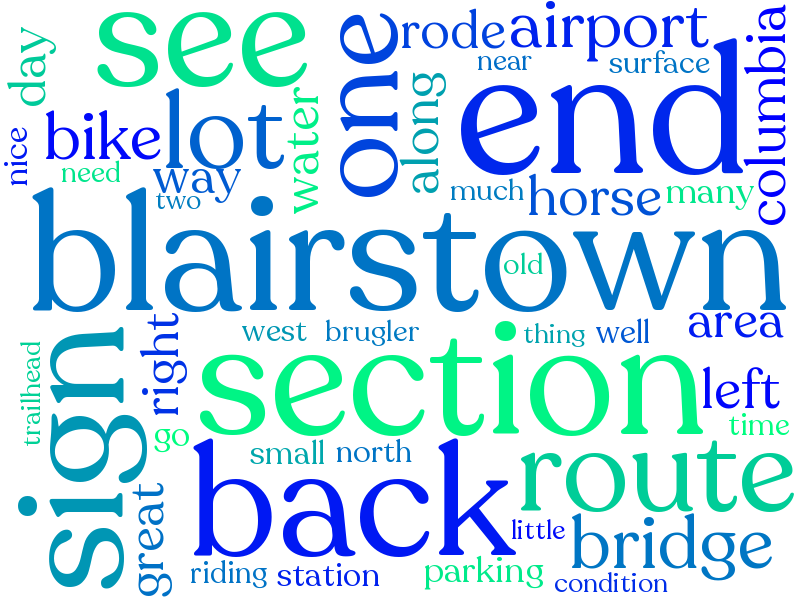 see
one
rode
airport
columbia
day
near
surface
end
lot
bike
water
along
nice
need
way
two
much
horse
many
blairstown
old
area
west
brugler
thing
well
sign
right
section
trailhead
left
go
time
small
north
back
route
great
little
bridge
riding
station
parking
condition